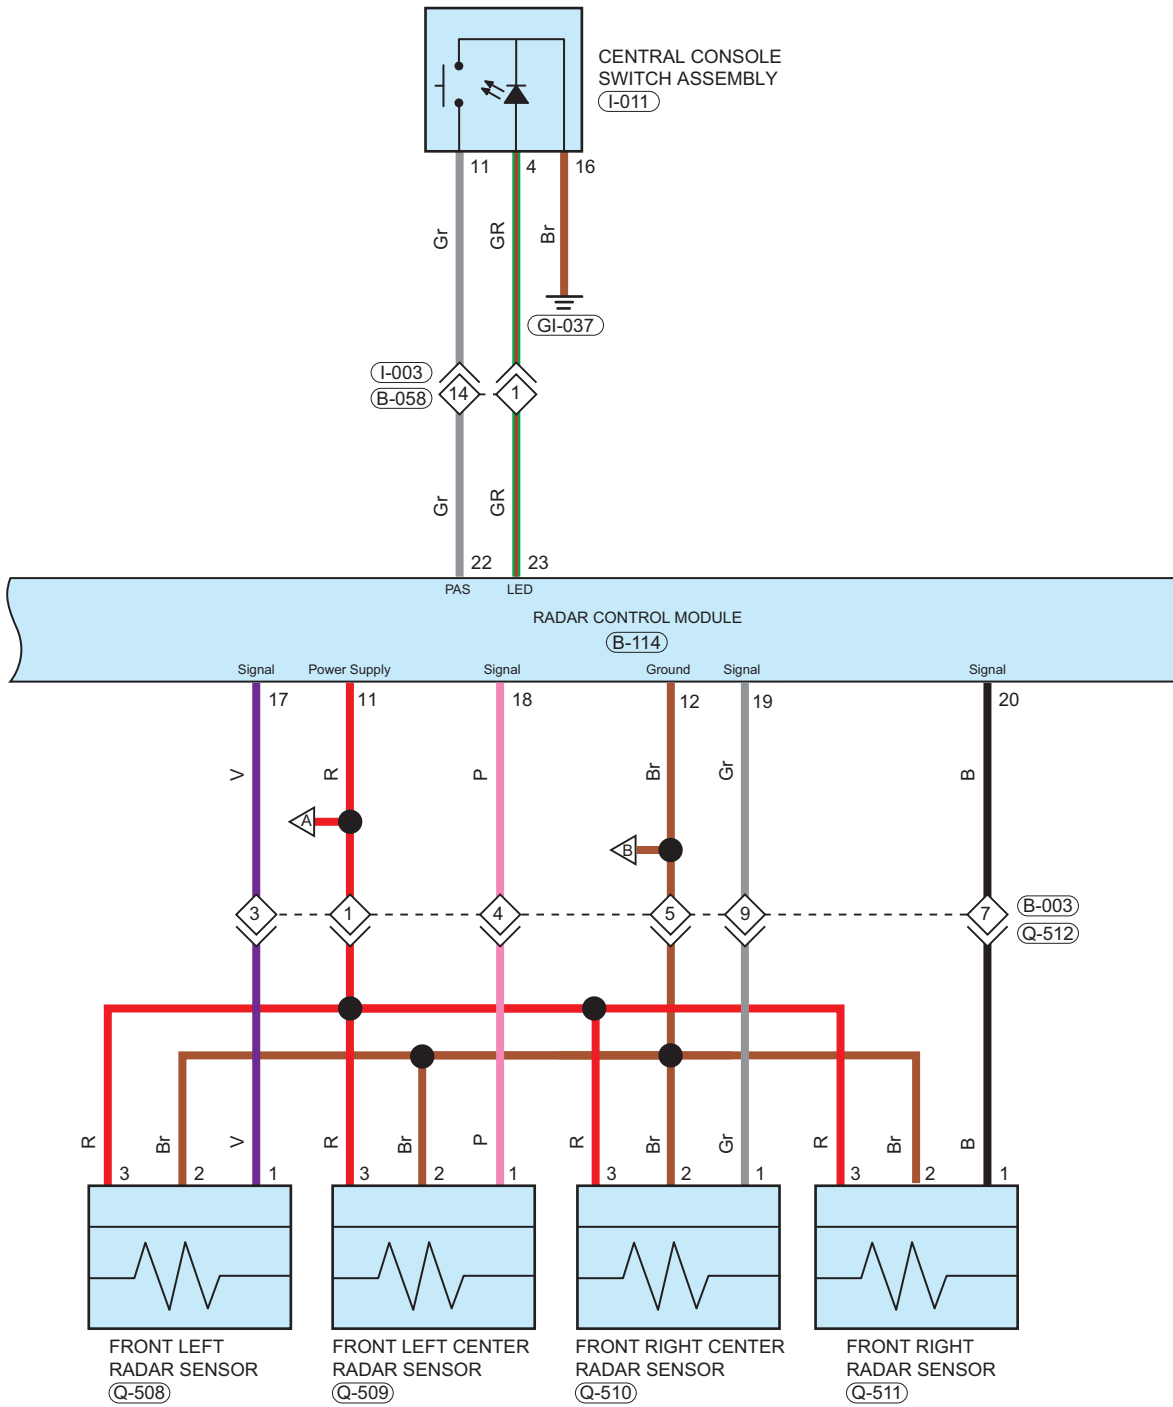 CENTRAL CONSOLE
SWITCH ASSEMBLY
I-011
11 4 16
Gr GR Br
GI-037
I-003
B-058
14 1
Gr GR
22 23
PAS LED
RADAR CONTROL MODULE
B-114
Signal Power Supply Signal Ground Signal Signal
17 11 18 12 19 20
V R P Br Gr B
A
B
3 1 4 5 9 7
B-003
Q-512
R Br V R Br P R Br Gr R Br B
3 2 1 3 2 1 3 2 1 3 2 1
FRONT LEFT
RADAR SENSOR
Q-508
FRONT LEFT CENTER
RADAR SENSOR
Q-509
FRONT RIGHT CENTER
RADAR SENSOR
Q-510
FRONT RIGHT
RADAR SENSOR
Q-511